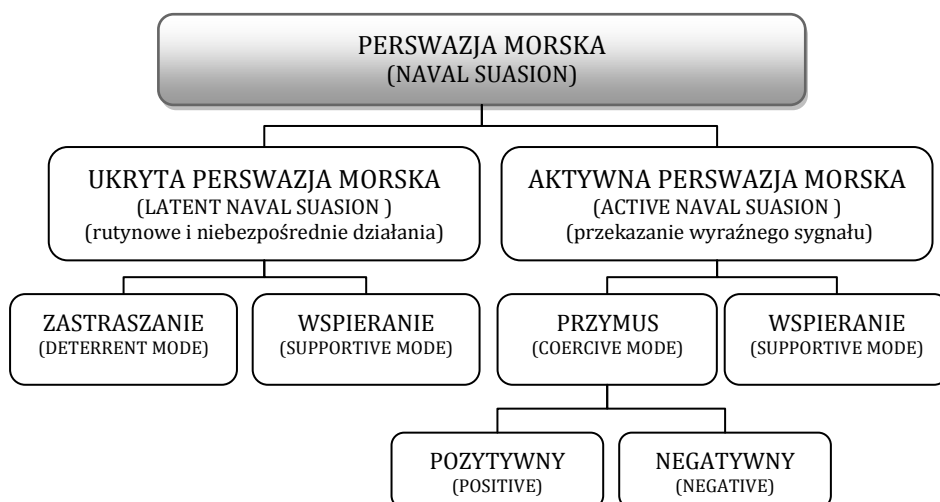 PERSWAZJA MORSKA
(NAVAL SUASION)
UKRYTA PERSWAZJA MORSKA
(LATENT NAVAL SUASION )
(rutynowe i niebezpośrednie działania)
AKTYWNA PERSWAZJA MORSKA
(ACTIVE NAVAL SUASION )
(przekazanie wyraźnego sygnału)
ZASTRASZANIE
(DETERRENT MODE)
WSPIERANIE
(SUPPORTIVE MODE)
PRZYMUS
(COERCIVE MODE)
WSPIERANIE
(SUPPORTIVE MODE)
POZYTYWNY
(POSITIVE)
NEGATYWNY
(NEGATIVE)